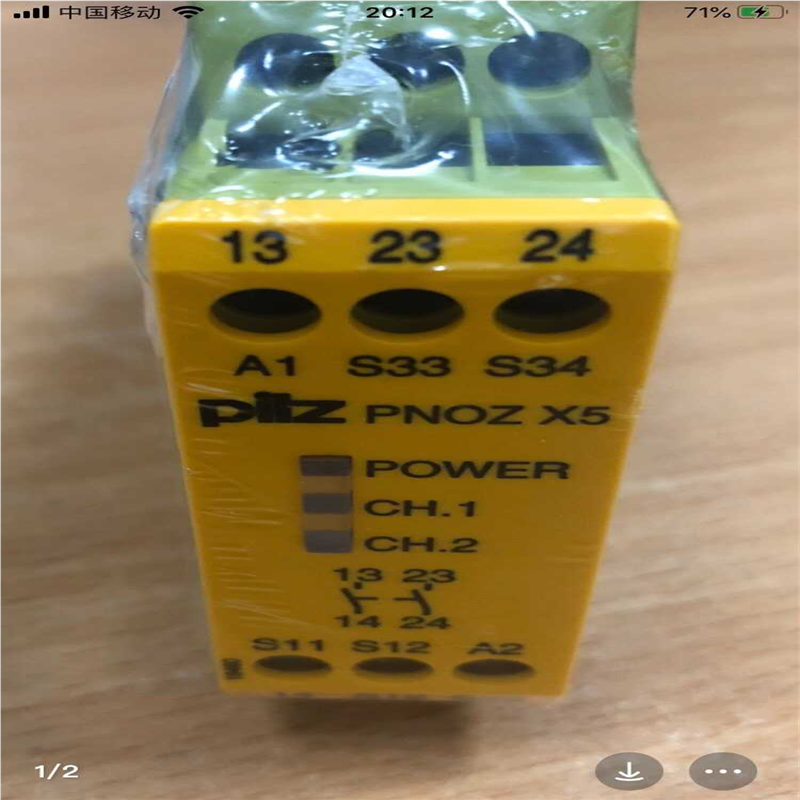 中国移动 20:12 71%
13 23 24
A1 S33 S34
pilz PNOZ X5
POWER
CH.1
CH.2
13 23
14 24
S11 S12 A2
1/2